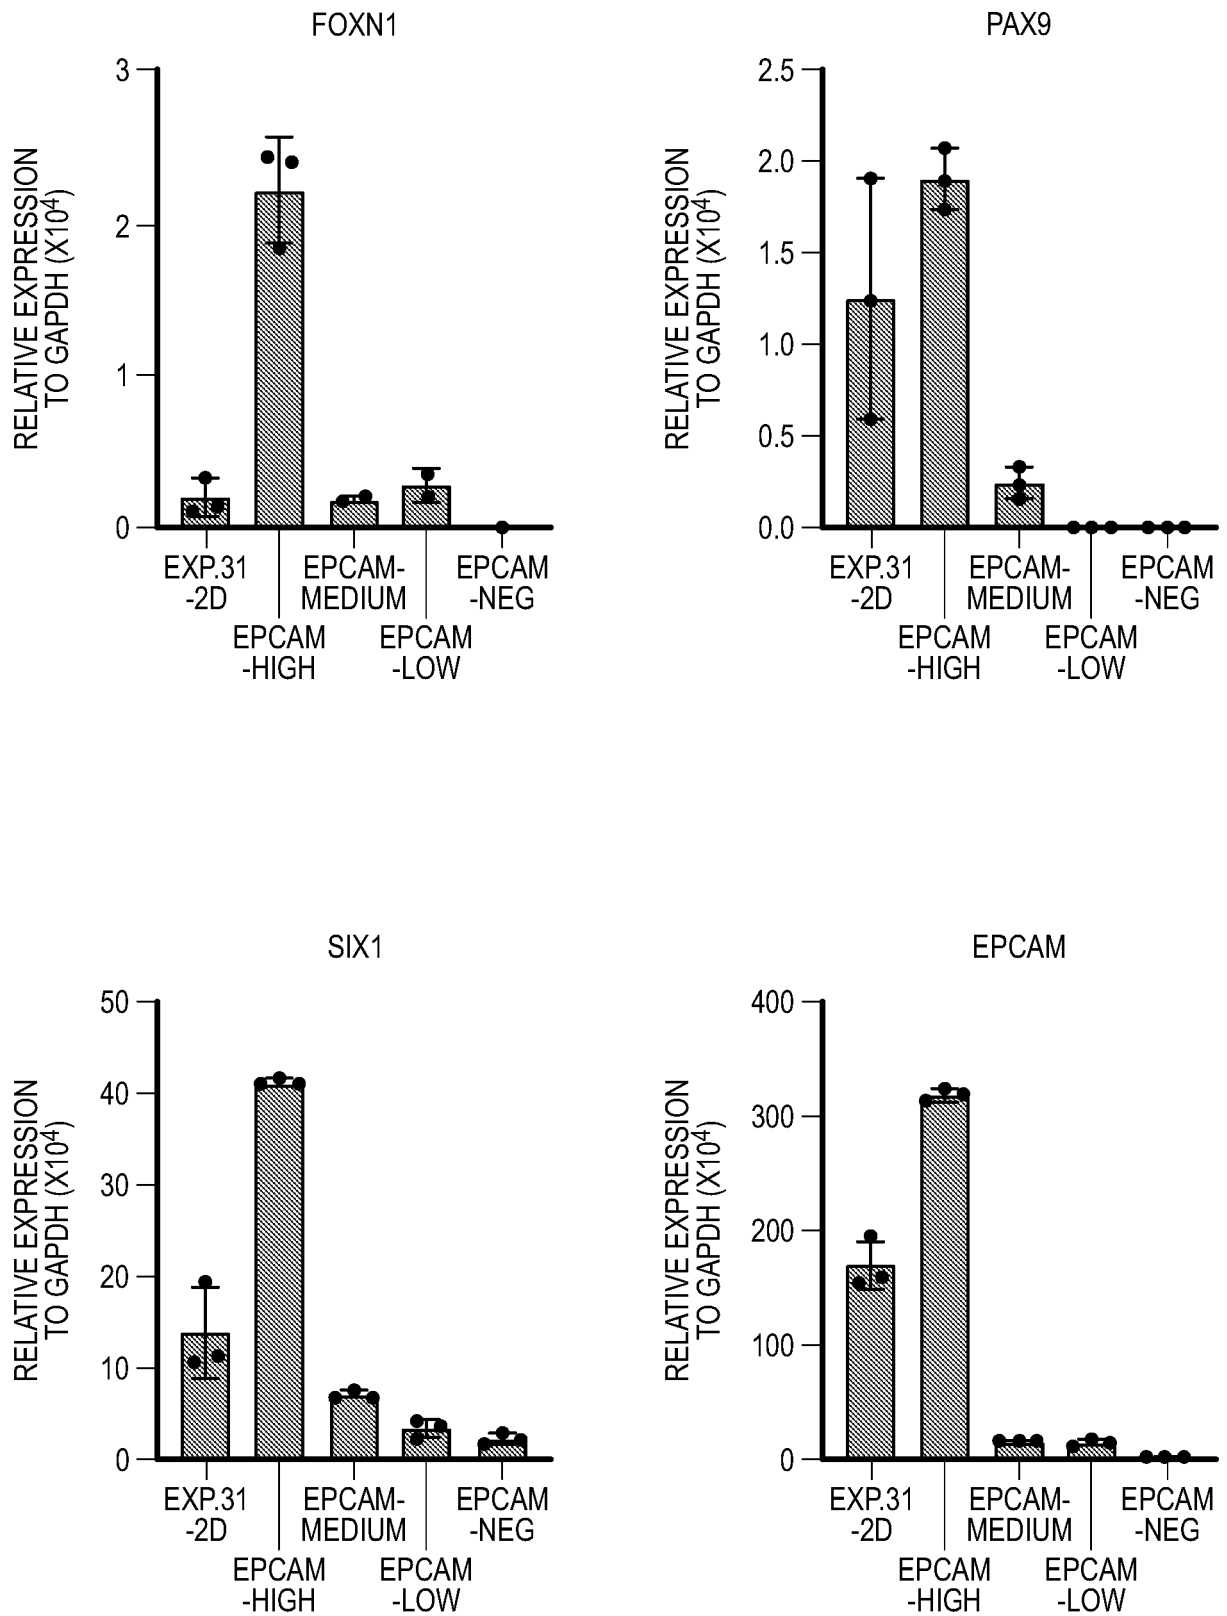 FOXN1
RELATIVE EXPRESSION
TO GAPDH (X10⁴)
3
2
1
0
EXP.31
-2D
EPCAM
-HIGH
EPCAM-
MEDIUM
EPCAM
-LOW
EPCAM
-NEG
PAX9
RELATIVE EXPRESSION
TO GAPDH (X10⁴)
2.5
2.0
1.5
1.0
0.5
0.0
EXP.31
-2D
EPCAM
-HIGH
EPCAM-
MEDIUM
EPCAM
-LOW
EPCAM
-NEG
SIX1
RELATIVE EXPRESSION
TO GAPDH (X10⁴)
50
40
30
20
10
0
EXP.31
-2D
EPCAM
-HIGH
EPCAM-
MEDIUM
EPCAM
-LOW
EPCAM
-NEG
EPCAM
RELATIVE EXPRESSION
TO GAPDH (X10⁴)
400
300
200
100
0
EXP.31
-2D
EPCAM
-HIGH
EPCAM-
MEDIUM
EPCAM
-LOW
EPCAM
-NEG